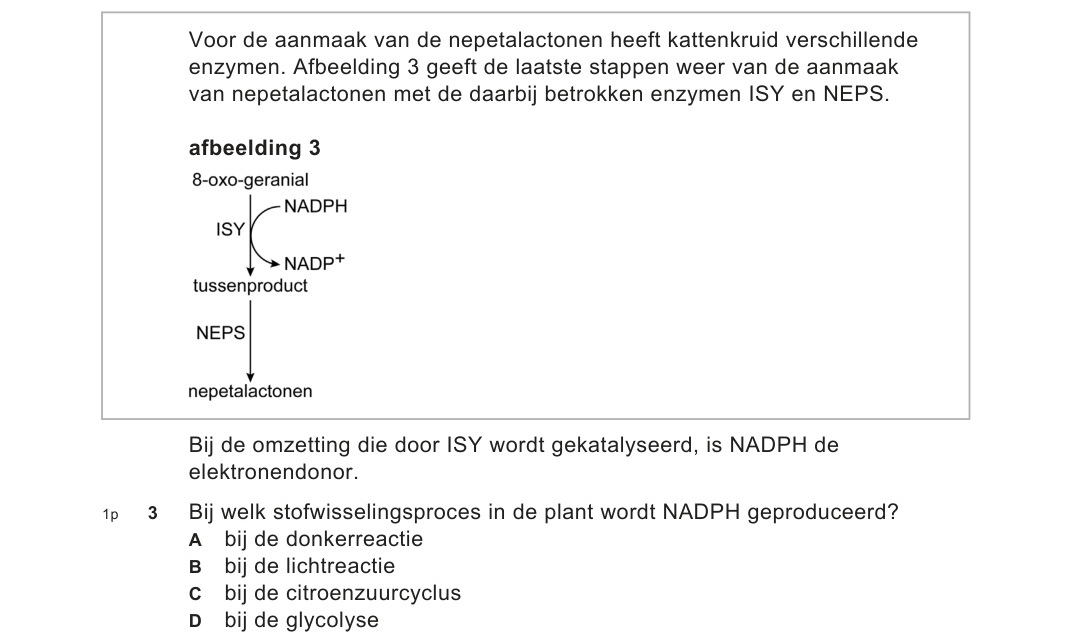 Voor de aanmaak van de nepetalactonen heeft kattenkruid verschillende
enzymen. Afbeelding 3 geeft de laatste stappen weer van de aanmaak
van nepetalactonen met de daarbij betrokken enzymen ISY en NEPS.
afbeelding 3
8-oxo-geranial
NADPH
ISY
NADP+
tussenproduct
NEPS
nepetalactonen
Bij de omzetting die door ISY wordt gekatalyseerd, is NADPH de
elektronendonor.
1p 3 Bij welk stofwisselingsproces in de plant wordt NADPH geproduceerd?
A bij de donkerreactie
B bij de lichtreactie
C bij de citroenzuurcyclus
D bij de glycolyse